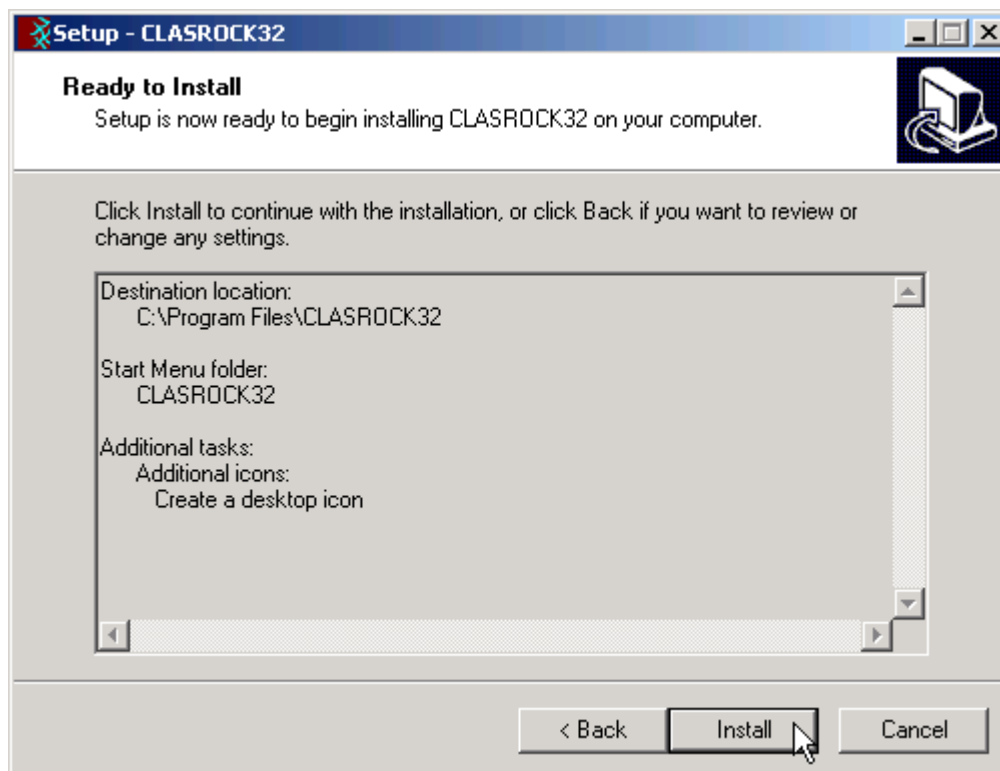 Setup - CLASROCK32
Ready to Install
Setup is now ready to begin installing CLASROCK32 on your computer.
Click Install to continue with the installation, or click Back if you want to review or
change any settings.
Destination location:
C:\Program Files\CLASROCK32
Start Menu folder:
CLASROCK32
Additional tasks:
Additional icons:
Create a desktop icon
< Back
Install
Cancel